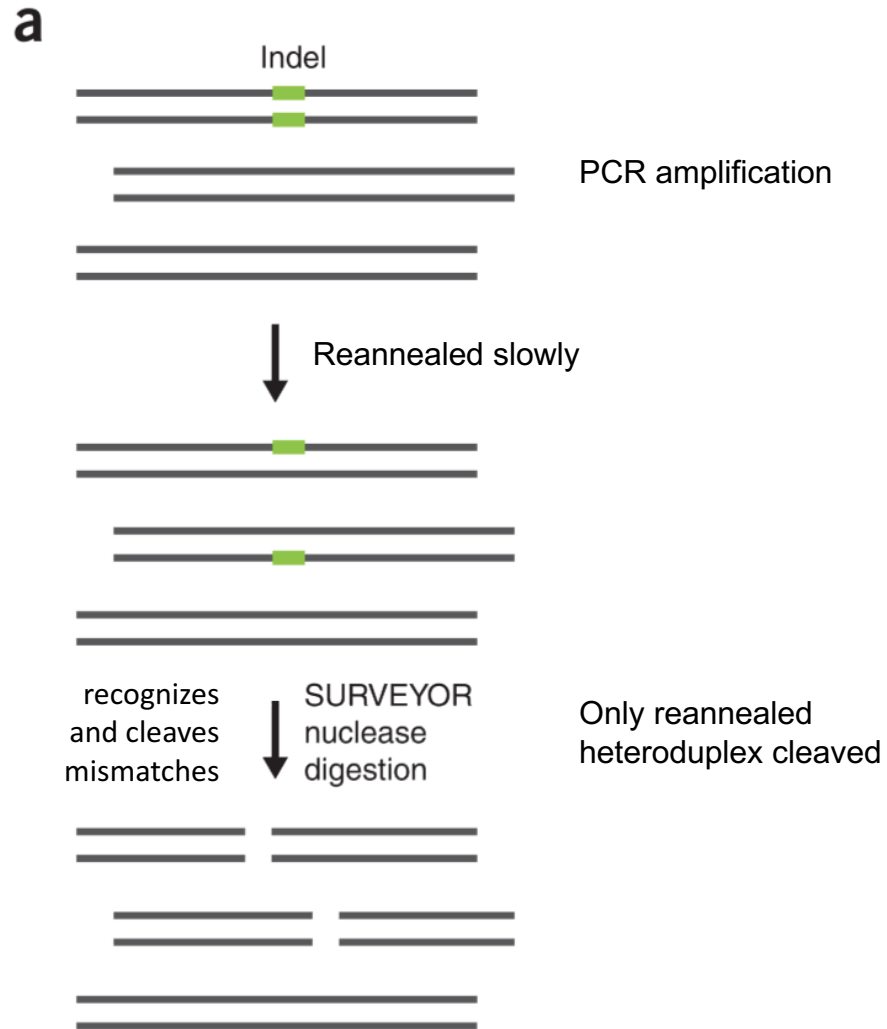 a
Indel
PCR amplification
Reannealed slowly
recognizes
and cleaves
mismatches
SURVEYOR
nuclease
digestion
Only reannealed
heteroduplex cleaved